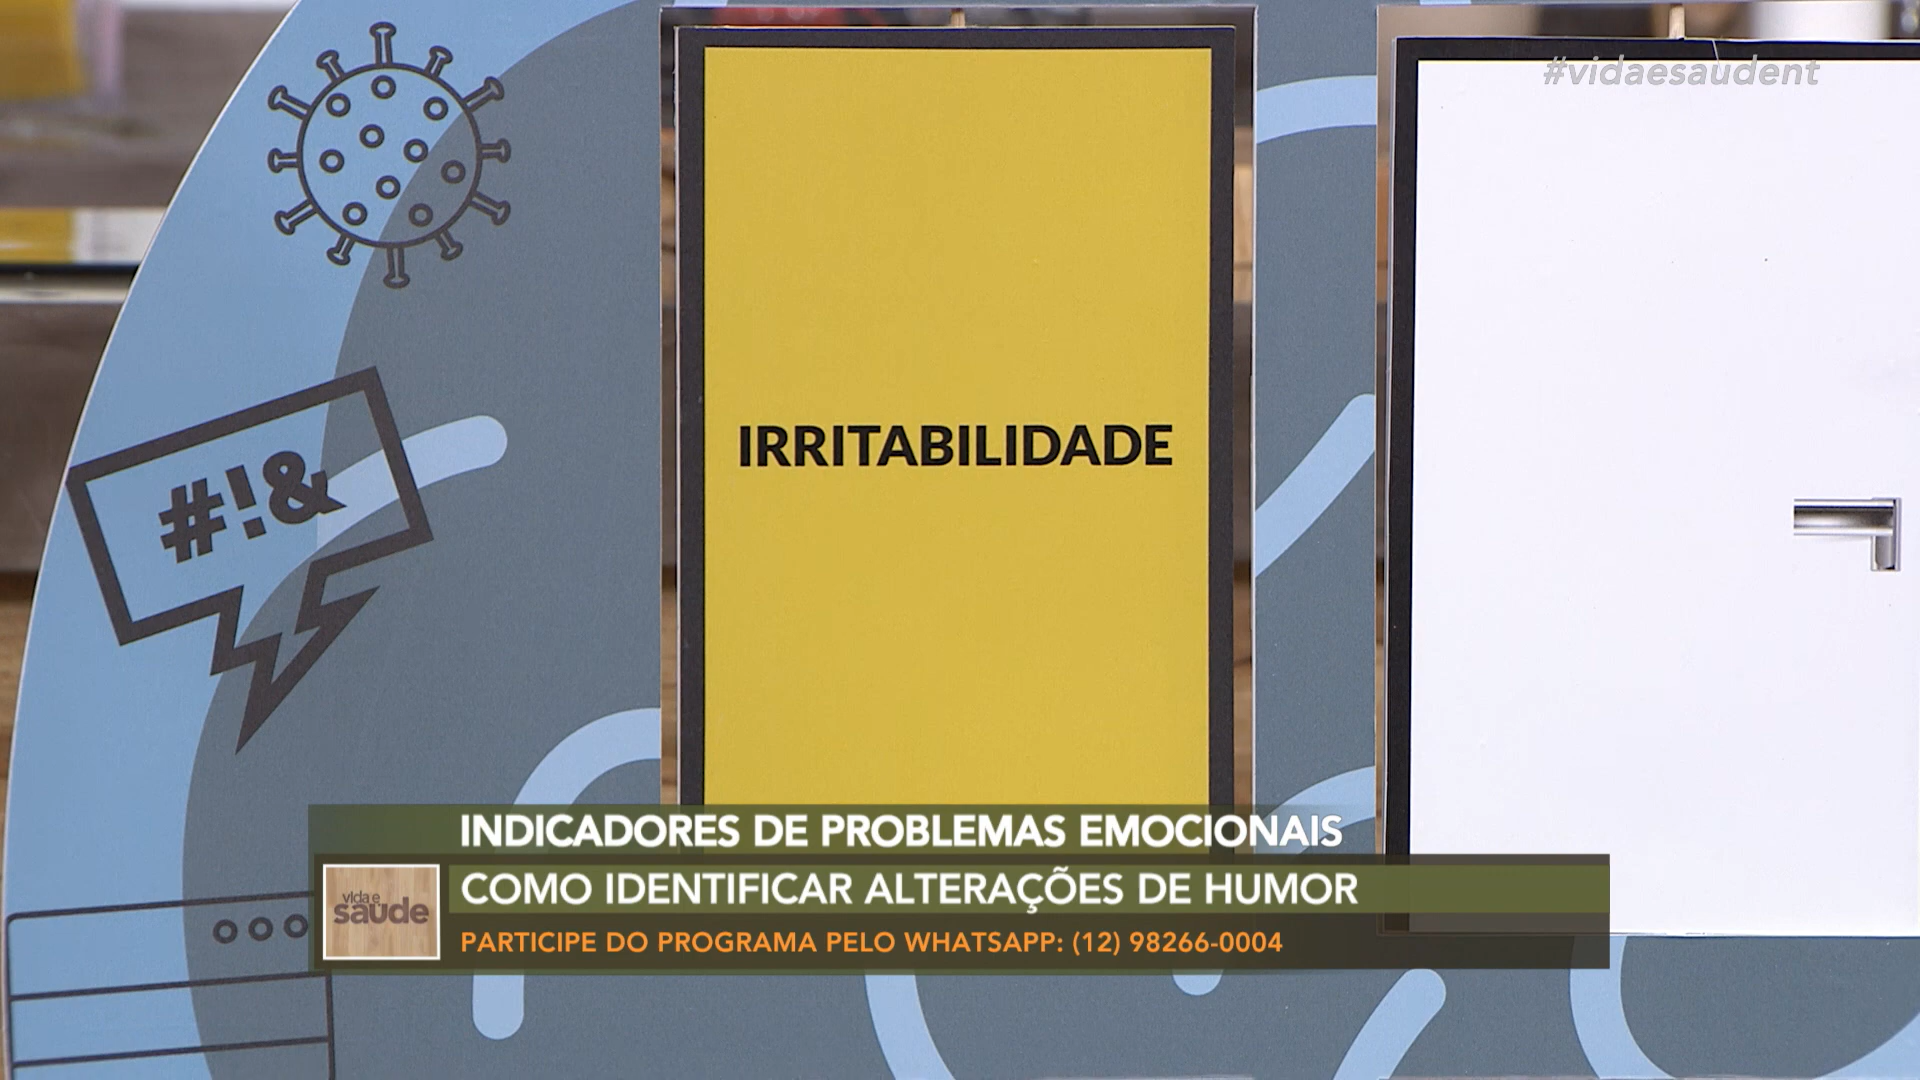 #vidaesaudent
#!&
IRRITABILIDADE
INDICADORES DE PROBLEMAS EMOCIONAIS
vida e
saúde
COMO IDENTIFICAR ALTERAÇÕES DE HUMOR
PARTICIPE DO PROGRAMA PELO WHATSAPP: (12) 98266-0004